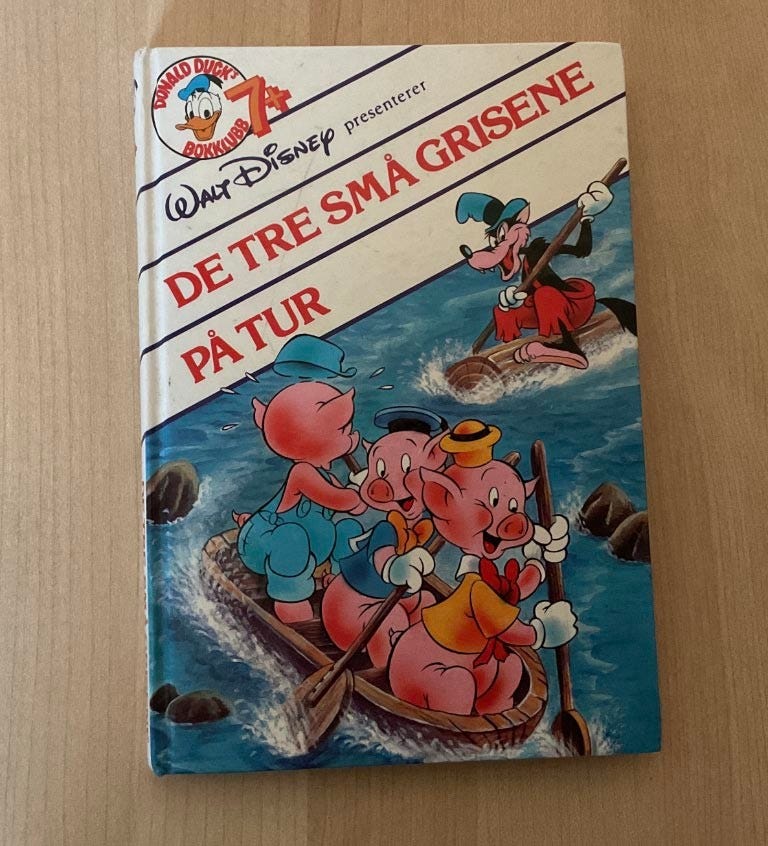 DONALD DUCK'S
BOKKLUBB
7+
WALT DISNEY presenterer
DE TRE SMÅ GRISENE
PÅ TUR